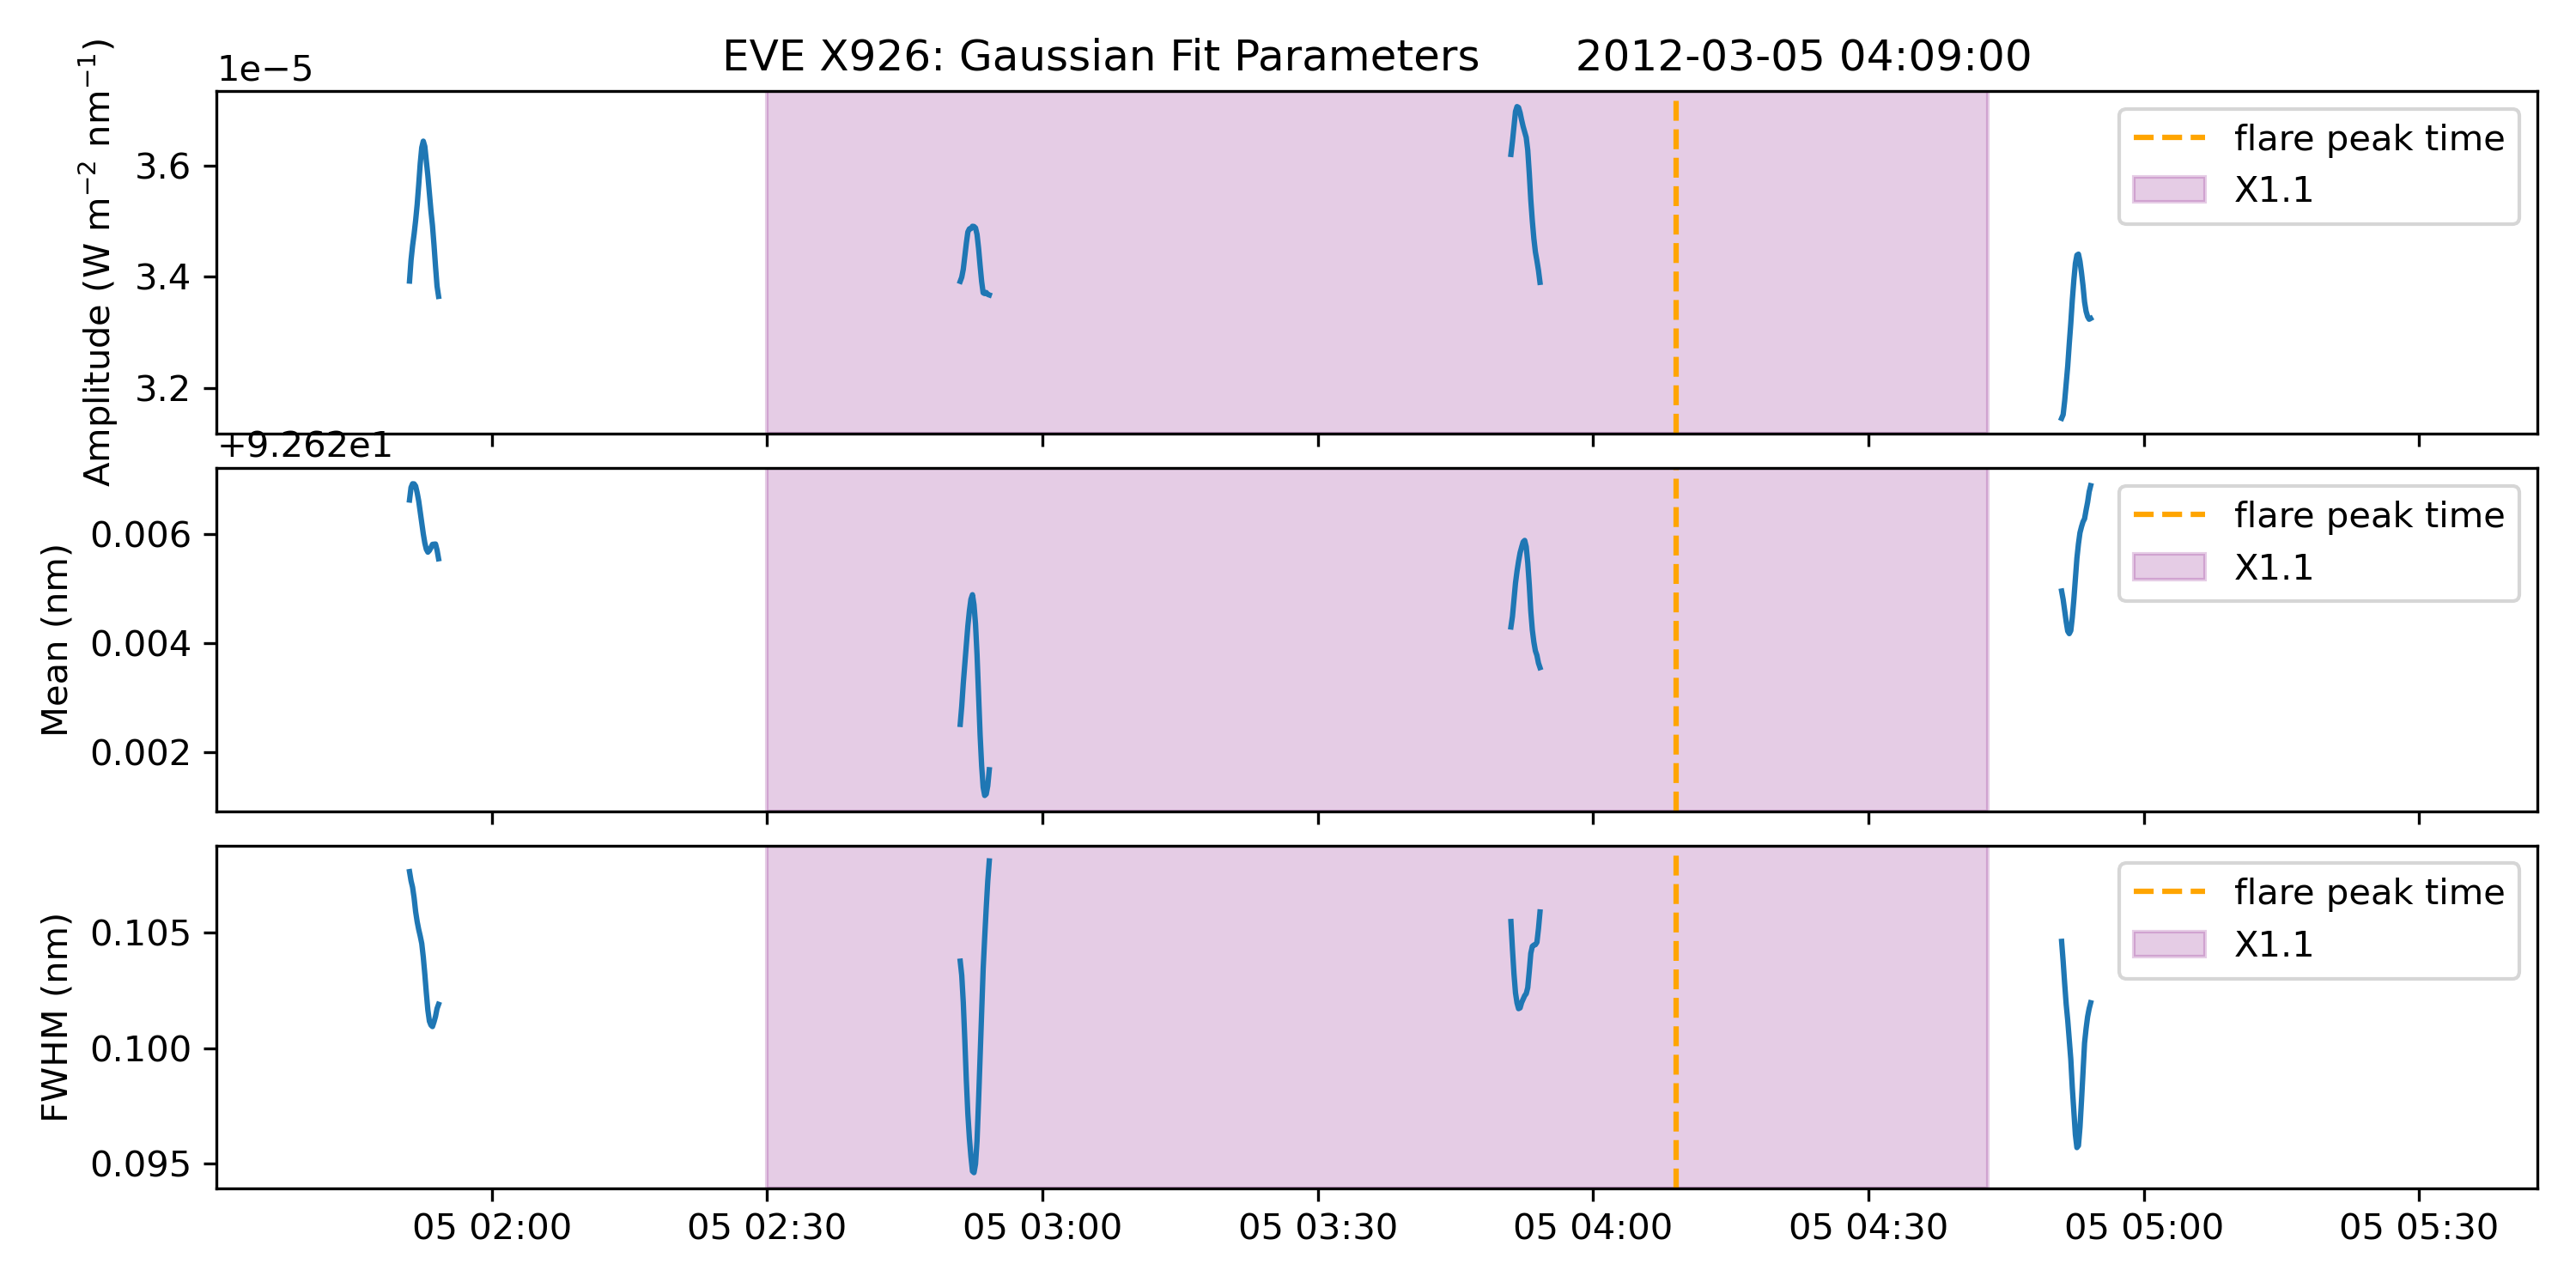 EVE X926: Gaussian Fit Parameters 2012-03-05 04:09:00
1e−5
Amplitude (W m⁻² nm⁻¹)
3.6
3.4
3.2
flare peak time
X1.1
+9.262e1
Mean (nm)
0.006
0.004
0.002
flare peak time
X1.1
FWHM (nm)
0.105
0.100
0.095
flare peak time
X1.1
05 02:00 05 02:30 05 03:00 05 03:30 05 04:00 05 04:30 05 05:00 05 05:30